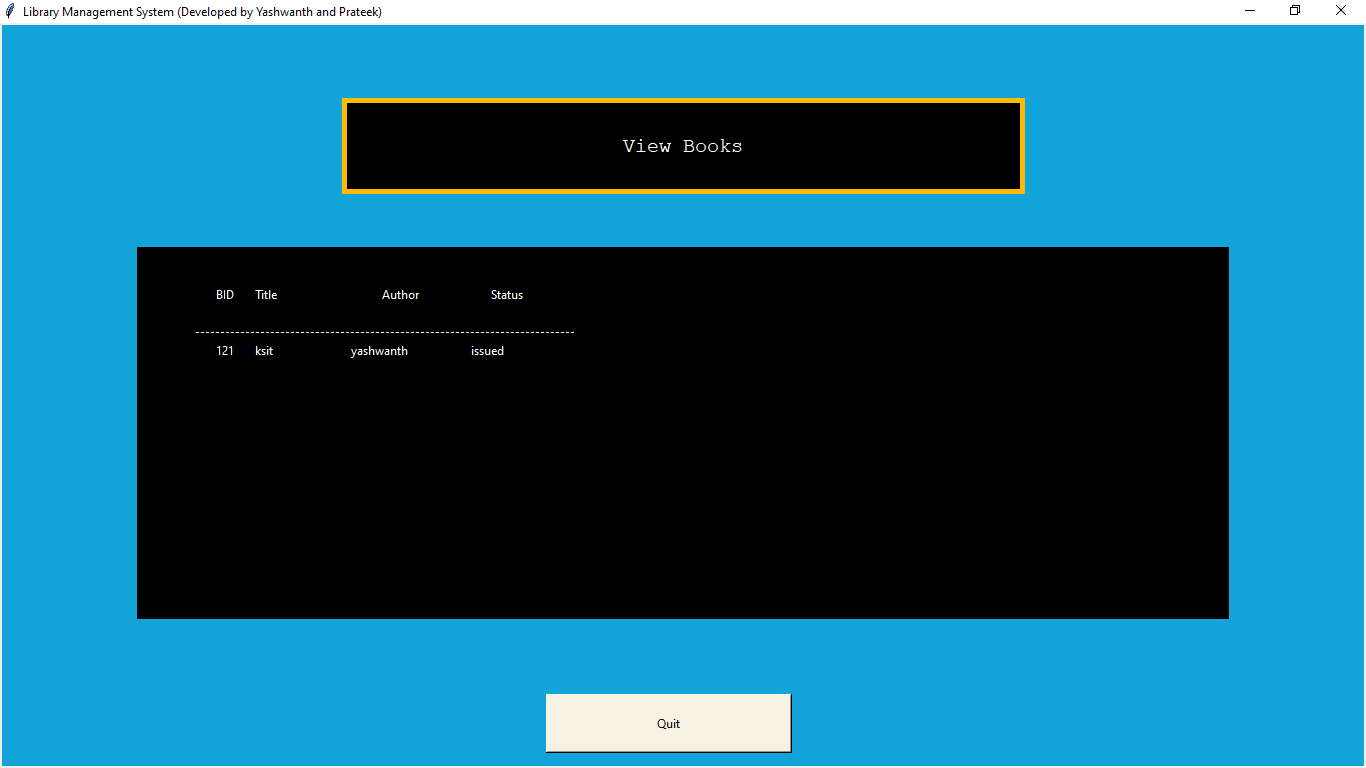 Library Management System (Developed by Yashwanth and Prateek)
View Books
BID Title Author Status
----------------------------------------------------------------------------
121 ksit yashwanth issued
Quit